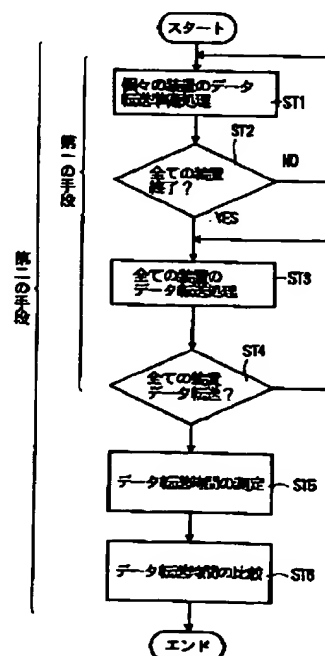 スタート
個々の装置のデータ
転送準備処理
ST1
ST2
全ての装置
終了?
NO
YES
全ての装置の
データ転送処理
ST3
ST4
全ての装置
データ転送?
データ転送時間の測定
ST5
データ転送時間の比較
ST6
エンド
第一の手段
第二の手段